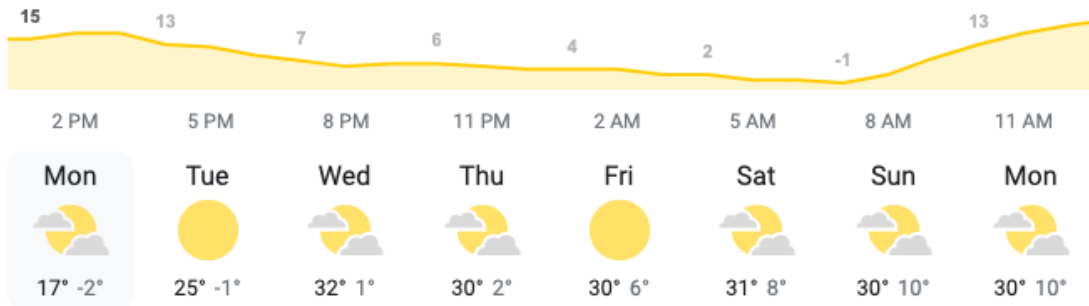 15 13 7 6 4 2 -1 13
2 PM 5 PM 8 PM 11 PM 2 AM 5 AM 8 AM 11 AM
Mon Tue Wed Thu Fri Sat Sun Mon
17° -2° 25° -1° 32° 1° 30° 2° 30° 6° 31° 8° 30° 10° 30° 10°